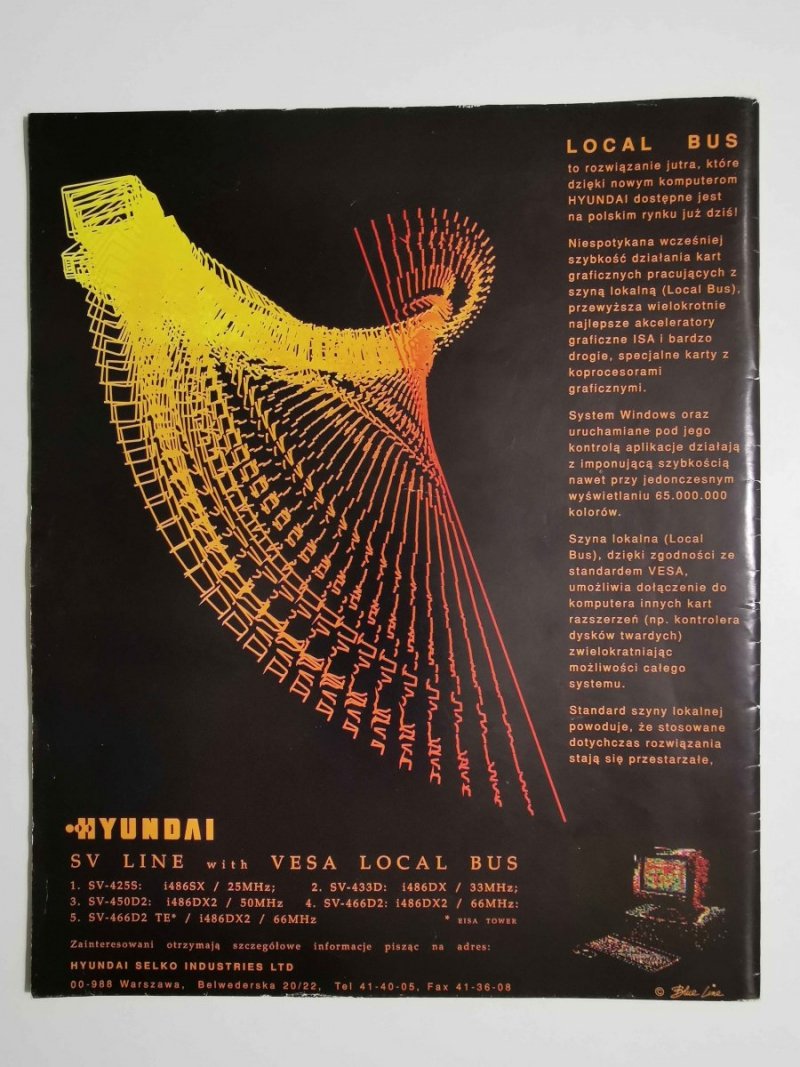 LOCAL BUS
to rozwiązanie jutra, które
dzięki nowym komputerom
HYUNDAI dostępne jest
na polskim rynku już dziś!
Niespotykana wcześniej
szybkość działania kart
graficznych pracujących z
szyną lokalną (Local Bus),
przewyższa wielokrotnie
najlepsze akceleratory
graficzne ISA i bardzo
drogie, specjalne karty z
koprocesorami
graficznymi.
System Windows oraz
uruchamiane pod jego
kontrolą aplikacje działają
z imponującą szybkością
nawet przy jedonczesnym
wyświetlaniu 65.000.000
kolorów.
Szyna lokalna (Local
Bus), dzięki zgodności ze
standardem VESA,
umożliwia dołączenie do
komputera innych kart
razszerzeń (np. kontrolera
dysków twardych)
zwielokratniając
możliwości całego
systemu.
Standard szyny lokalnej
powoduje, że stosowane
dotychczas rozwiązania
stają się przestarzałe,
HYUNDAI
SV LINE with VESA LOCAL BUS
1. SV-425S: i486SX / 25MHz; 2. SV-433D: i486DX / 33MHz;
3. SV-450D2: i486DX2 / 50MHz 4. SV-466D2: i486DX2 / 66MHz:
5. SV-466D2 TE* / i486DX2 / 66MHz * EISA TOWER
Zainteresowani otrzymają szczegółowe informacje pisząc na adres:
HYUNDAI SELKO INDUSTRIES LTD
00-988 Warszawa, Belwederska 20/22, Tel 41-40-05, Fax 41-36-08
© Blue Line